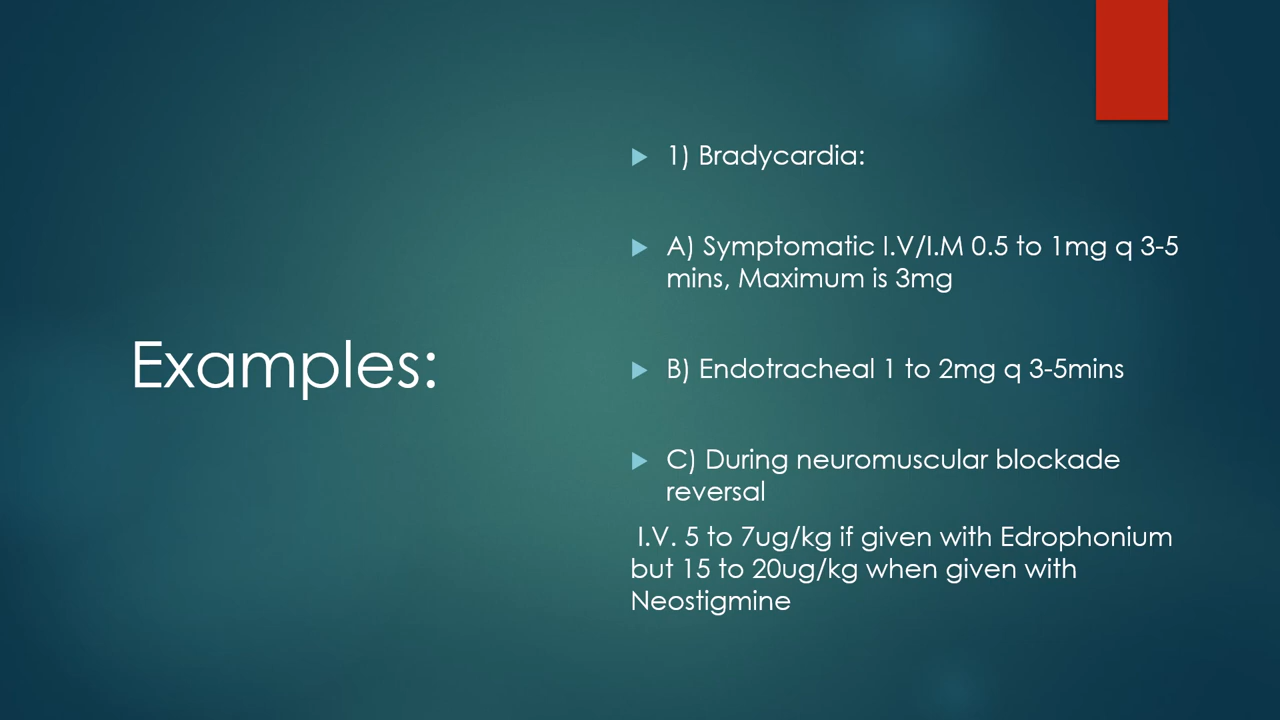 Examples:
1) Bradycardia:
A) Symptomatic I.V/I.M 0.5 to 1mg q 3-5
mins, Maximum is 3mg
B) Endotracheal 1 to 2mg q 3-5mins
C) During neuromuscular blockade
reversal
I.V. 5 to 7ug/kg if given with Edrophonium
but 15 to 20ug/kg when given with
Neostigmine